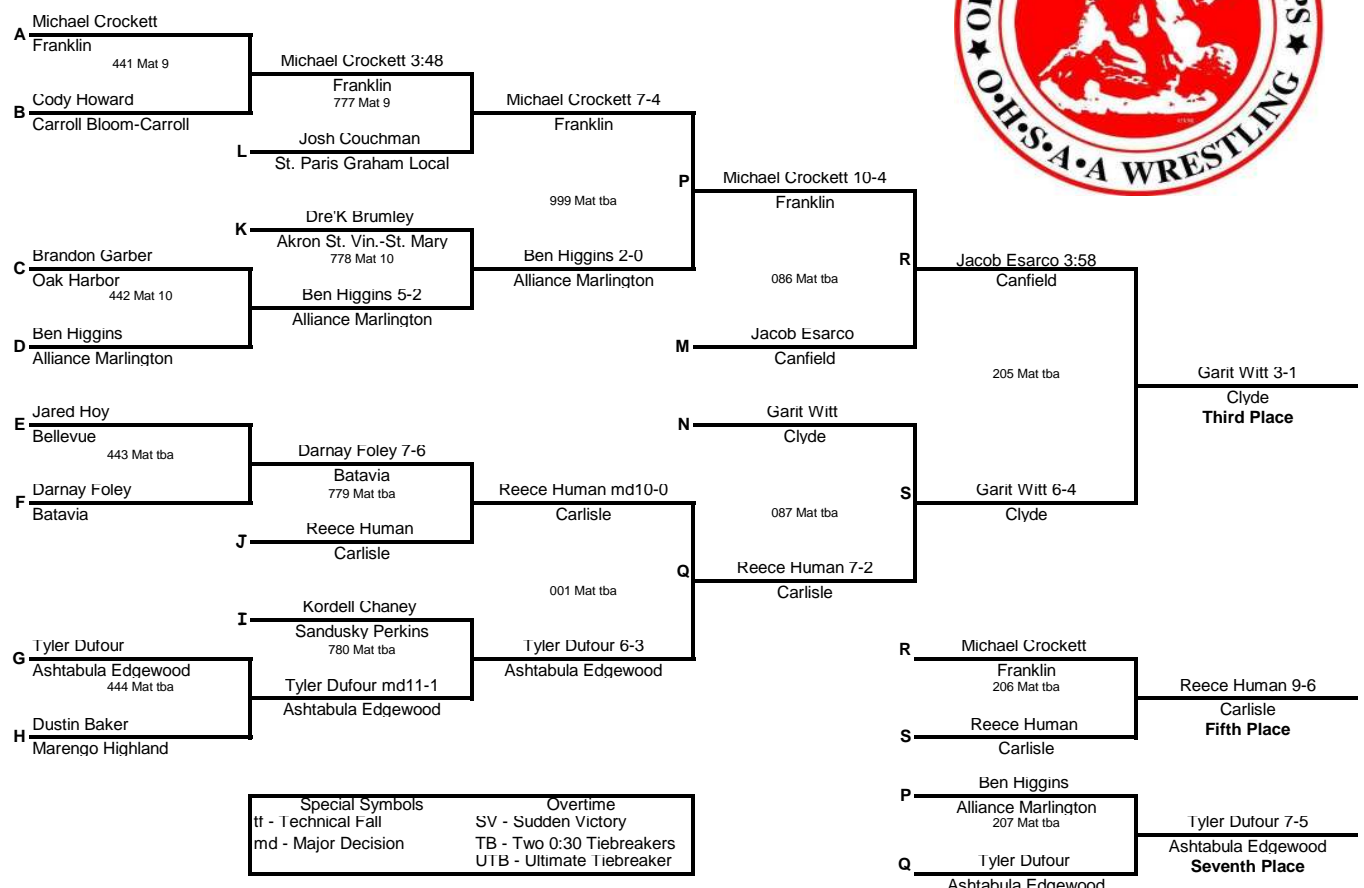 A Michael Crockett
Franklin
441 Mat 9
B Cody Howard
Carroll Bloom-Carroll
Michael Crockett 3:48
Franklin
777 Mat 9
L Josh Couchman
St. Paris Graham Local
Michael Crockett 7-4
Franklin
999 Mat tba
K Dre'K Brumley
Akron St. Vin.-St. Mary
778 Mat 10
C Brandon Garber
Oak Harbor
442 Mat 10
D Ben Higgins
Alliance Marlington
Ben Higgins 5-2
Alliance Marlington
Ben Higgins 2-0
Alliance Marlington
P Michael Crockett 10-4
Franklin
086 Mat tba
M Jacob Esarco
Canfield
R Jacob Esarco 3:58
Canfield
205 Mat tba
Garit Witt 3-1
Clyde
Third Place
E Jared Hoy
Bellevue
443 Mat tba
F Darnay Foley
Batavia
Darnay Foley 7-6
Batavia
779 Mat tba
J Reece Human
Carlisle
Reece Human md10-0
Carlisle
001 Mat tba
I Kordell Chaney
Sandusky Perkins
780 Mat tba
G Tyler Dufour
Ashtabula Edgewood
444 Mat tba
H Dustin Baker
Marengo Highland
Tyler Dufour md11-1
Ashtabula Edgewood
Tyler Dufour 6-3
Ashtabula Edgewood
N Garit Witt
Clyde
087 Mat tba
Q Reece Human 7-2
Carlisle
S Garit Witt 6-4
Clyde
R Michael Crockett
Franklin
206 Mat tba
S Reece Human
Carlisle
Reece Human 9-6
Carlisle
Fifth Place
P Ben Higgins
Alliance Marlington
207 Mat tba
Q Tyler Dufour
Ashtabula Edgewood
Tyler Dufour 7-5
Ashtabula Edgewood
Seventh Place
Special Symbols Overtime
tf - Technical Fall SV - Sudden Victory
md - Major Decision TB - Two 0:30 Tiebreakers
UTB - Ultimate Tiebreaker
O•H•S•A•A WRESTLING